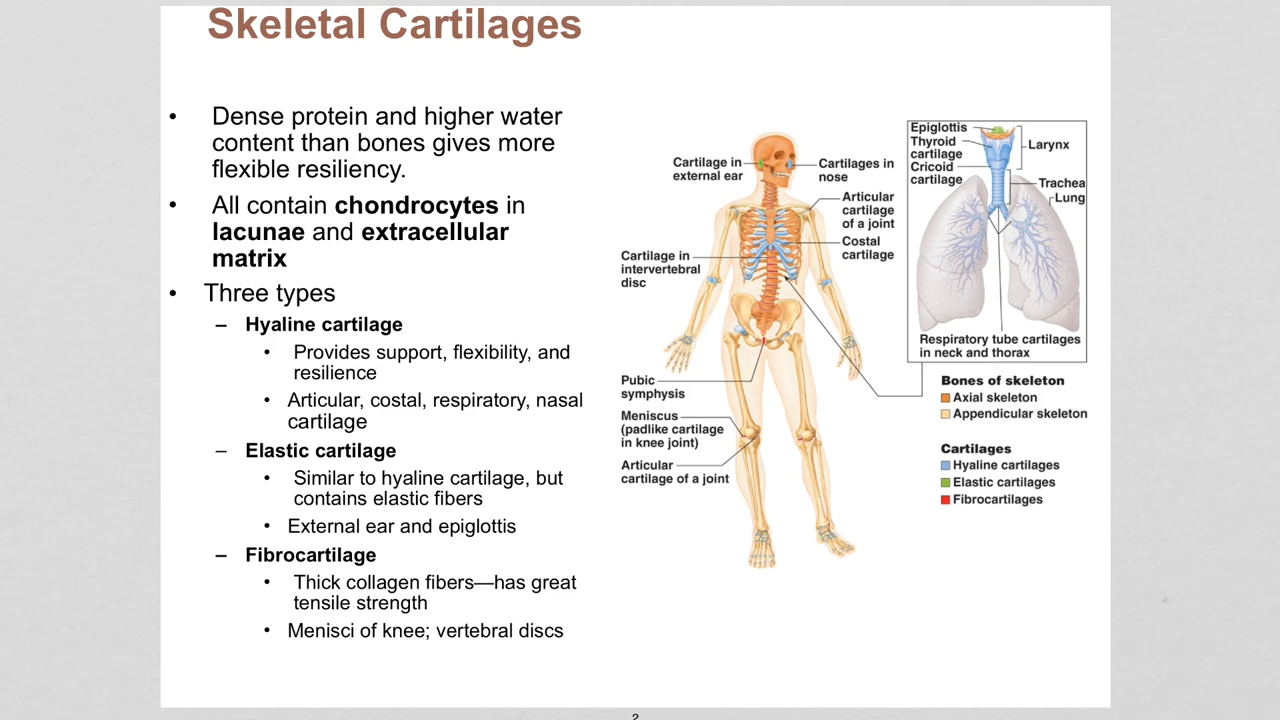 Skeletal Cartilages
• Dense protein and higher water
content than bones gives more
flexible resiliency.
• All contain chondrocytes in
lacunae and extracellular
matrix
• Three types
– Hyaline cartilage
• Provides support, flexibility, and
resilience
• Articular, costal, respiratory, nasal
cartilage
– Elastic cartilage
• Similar to hyaline cartilage, but
contains elastic fibers
• External ear and epiglottis
– Fibrocartilage
• Thick collagen fibers—has great
tensile strength
• Menisci of knee; vertebral discs
Cartilage in
external ear
Cartilages in
nose
Articular
cartilage
of a joint
Costal
cartilage
Cartilage in
intervertebral
disc
Pubic
symphysis
Meniscus
(padlike cartilage
in knee joint)
Articular
cartilage of a joint
Epiglottis
Thyroid
cartilage
Cricoid
cartilage
Larynx
Trachea
Lung
Respiratory tube cartilages
in neck and thorax
Bones of skeleton
Axial skeleton
Appendicular skeleton
Cartilages
Hyaline cartilages
Elastic cartilages
Fibrocartilages
2